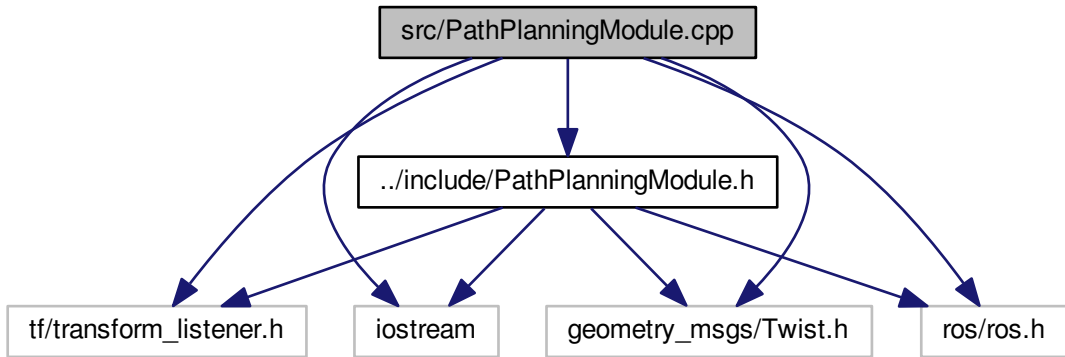 src/PathPlanningModule.cpp
../include/PathPlanningModule.h
tf/transform_listener.h
iostream
geometry_msgs/Twist.h
ros/ros.h